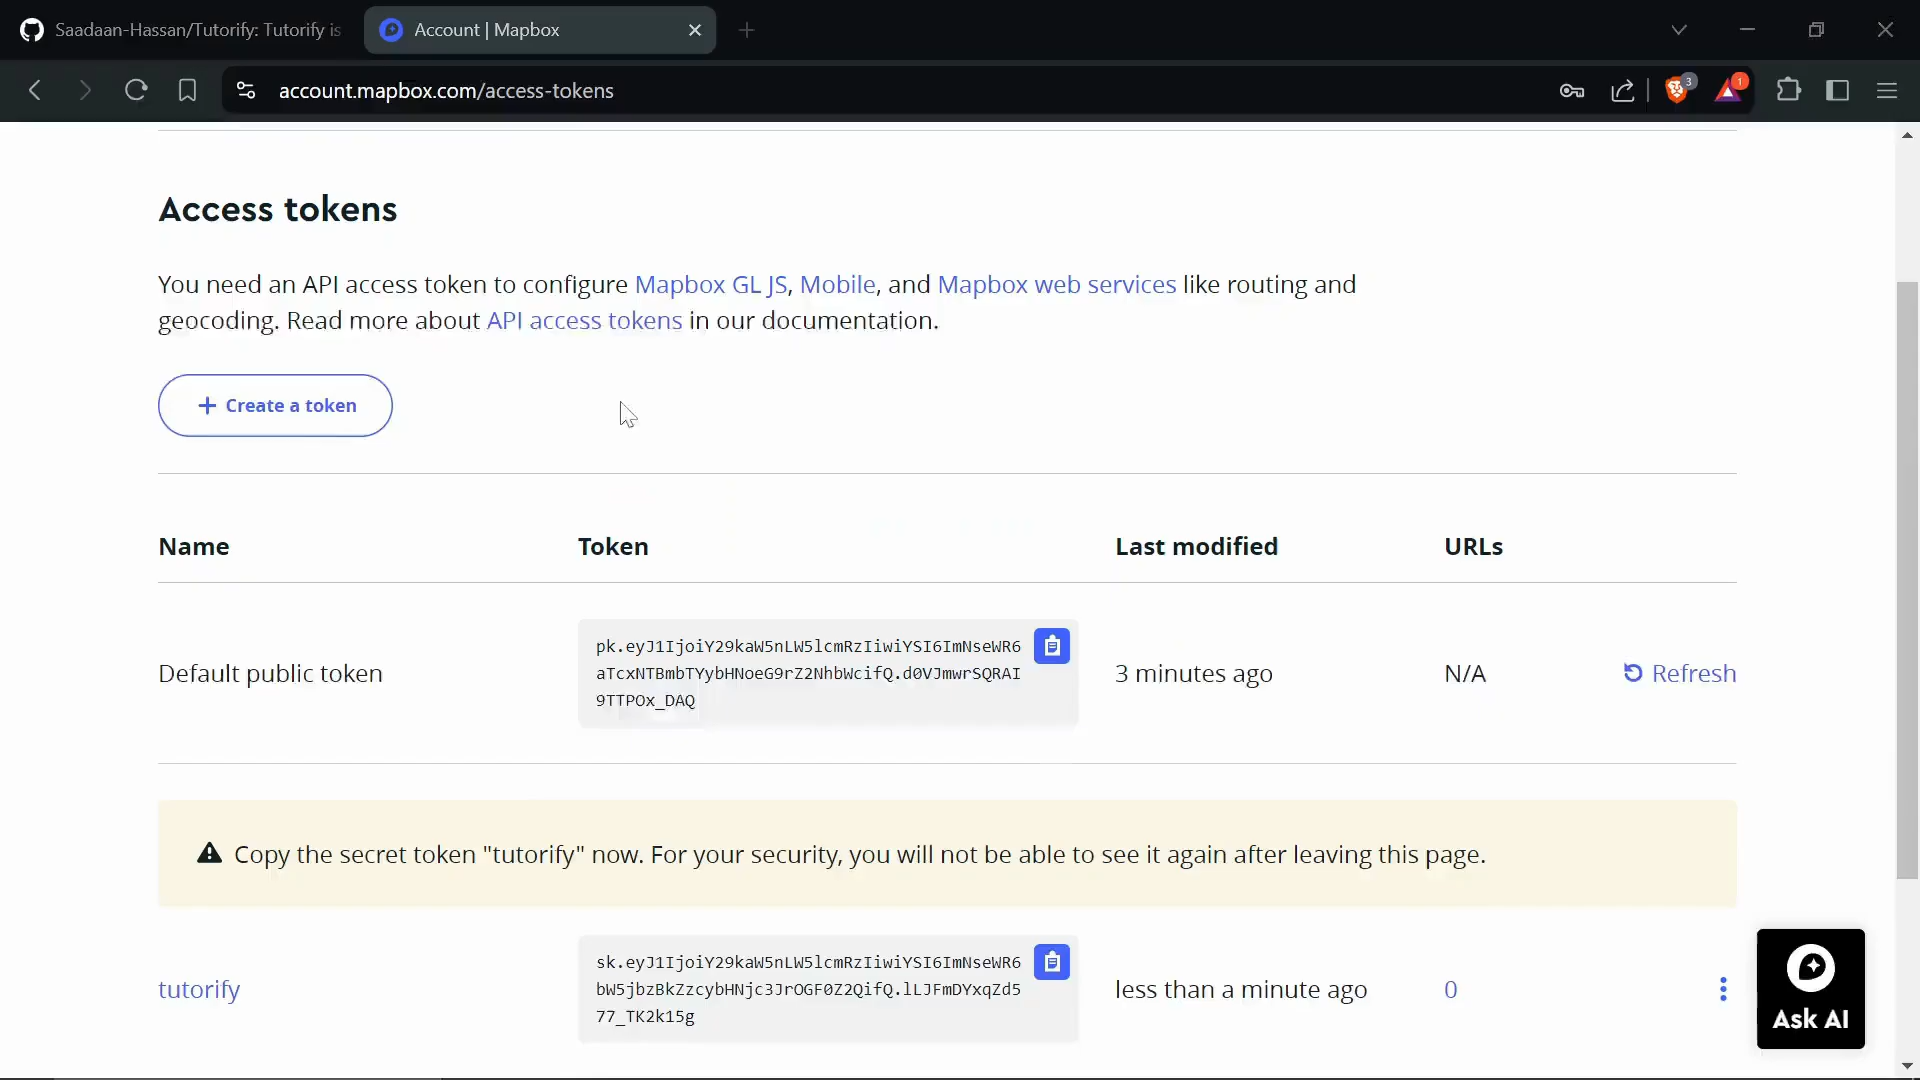 Saadaan-Hassan/Tutorify: Tutorify is
Account | Mapbox
account.mapbox.com/access-tokens
3
1
Access tokens
You need an API access token to configure Mapbox GL JS, Mobile, and Mapbox web services like routing and
geocoding. Read more about API access tokens in our documentation.
+ Create a token
Name Token Last modified URLs
pk.eyJ1IjoiY29kaW5nLW5lcmRzIiwiYSI6ImNseWR6
Default public token aTcxNTBmbTYybHNoeG9rZ2NhbWcifQ.d0VJmwrSQRAI 3 minutes ago N/A Refresh
9TTPOx_DAQ
Copy the secret token "tutorify" now. For your security, you will not be able to see it again after leaving this page.
sk.eyJ1IjoiY29kaW5nLW5lcmRzIiwiYSI6ImNseWR6
tutorify bW5jbzBkZzcybHNjc3JrOGF0Z2QifQ.lLJFmDYxqZd5 less than a minute ago 0
77_TK2k15g
Ask AI